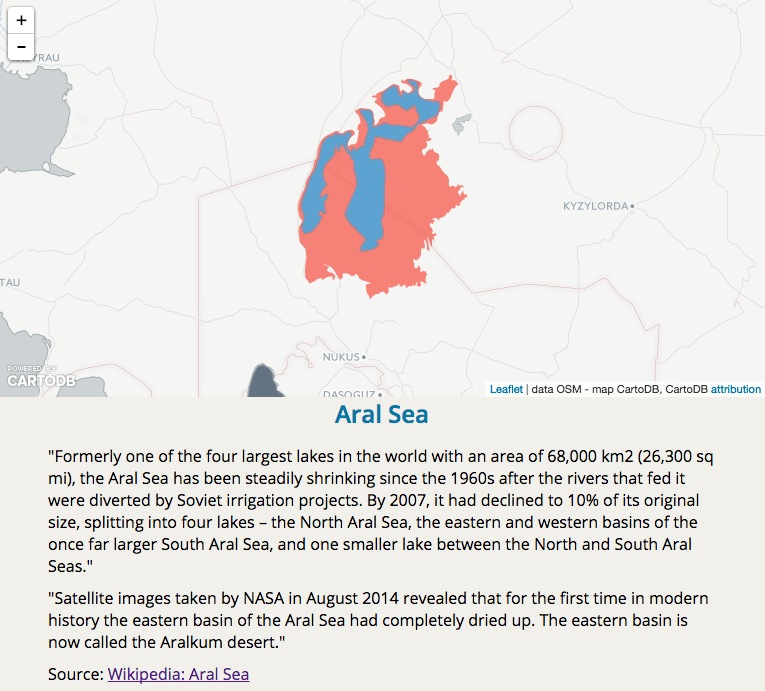 +
−
YRAU
KYZYLORDA
TAU
NUKUS
POWERED BY
CARTODB
DASOGUZ
Leaflet | data OSM - map CartoDB, CartoDB attribution
Aral Sea
"Formerly one of the four largest lakes in the world with an area of 68,000 km2 (26,300 sq
mi), the Aral Sea has been steadily shrinking since the 1960s after the rivers that fed it
were diverted by Soviet irrigation projects. By 2007, it had declined to 10% of its original
size, splitting into four lakes – the North Aral Sea, the eastern and western basins of the
once far larger South Aral Sea, and one smaller lake between the North and South Aral
Seas."
"Satellite images taken by NASA in August 2014 revealed that for the first time in modern
history the eastern basin of the Aral Sea had completely dried up. The eastern basin is
now called the Aralkum desert."
Source: Wikipedia: Aral Sea